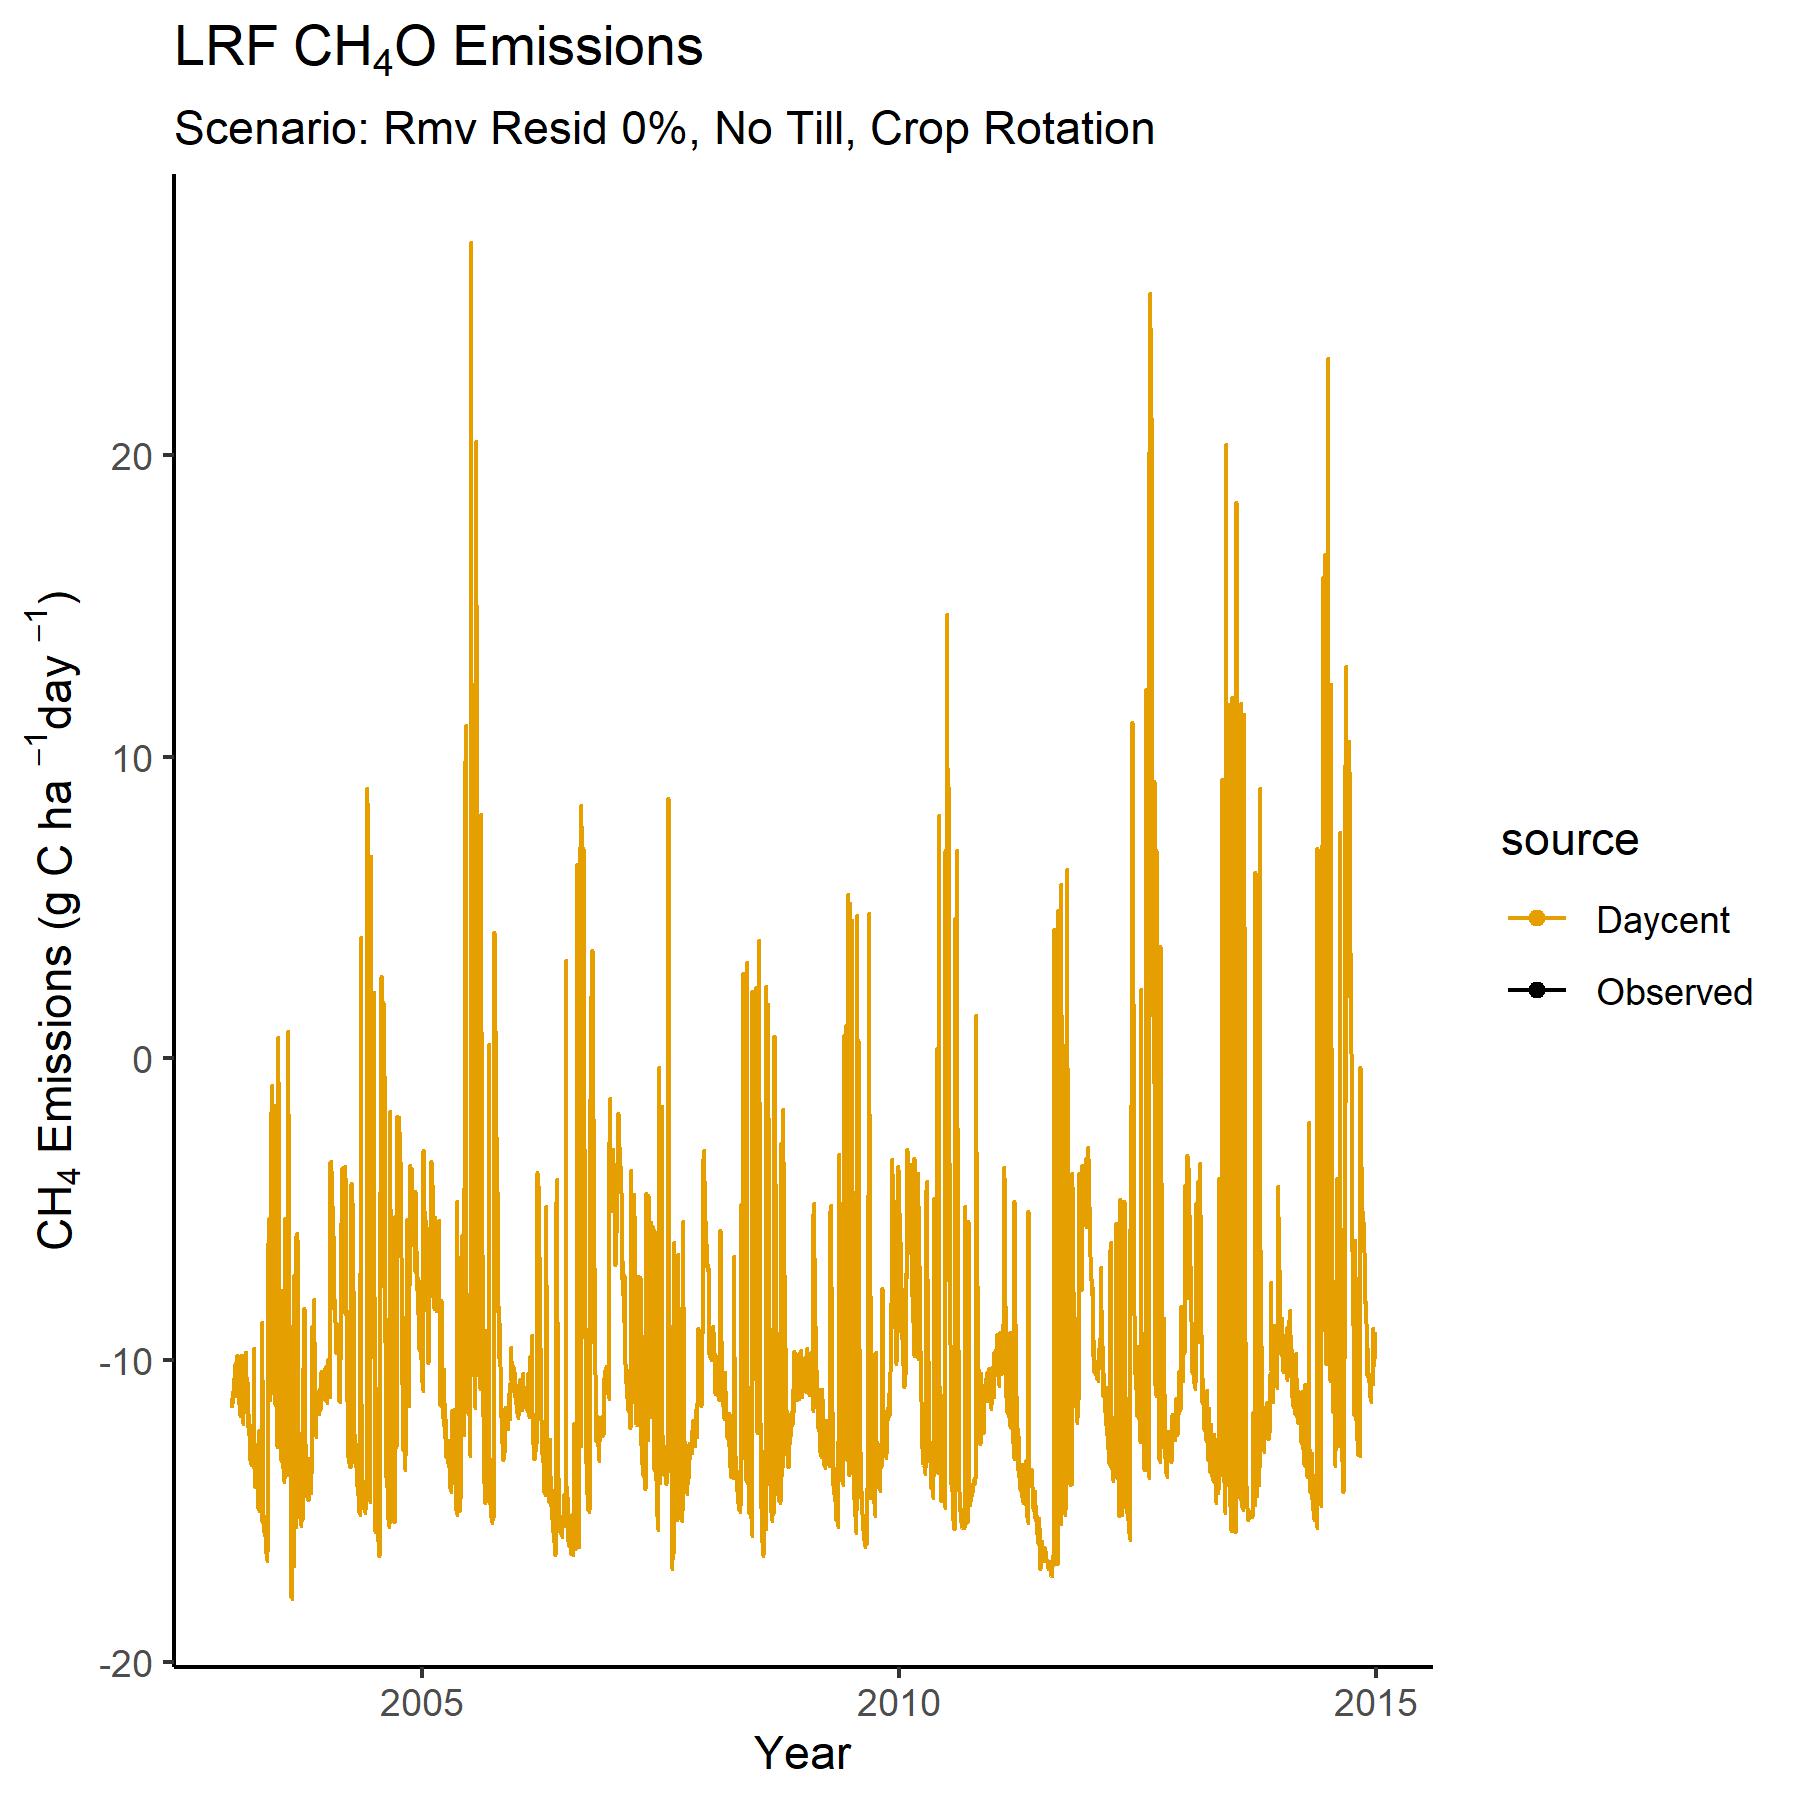 LRF CH₄O Emissions
Scenario: Rmv Resid 0%, No Till, Crop Rotation
CH₄ Emissions (g C ha ⁻¹day ⁻¹)
20
10
0
-10
-20
2005 2010 2015
Year
source
Daycent
Observed